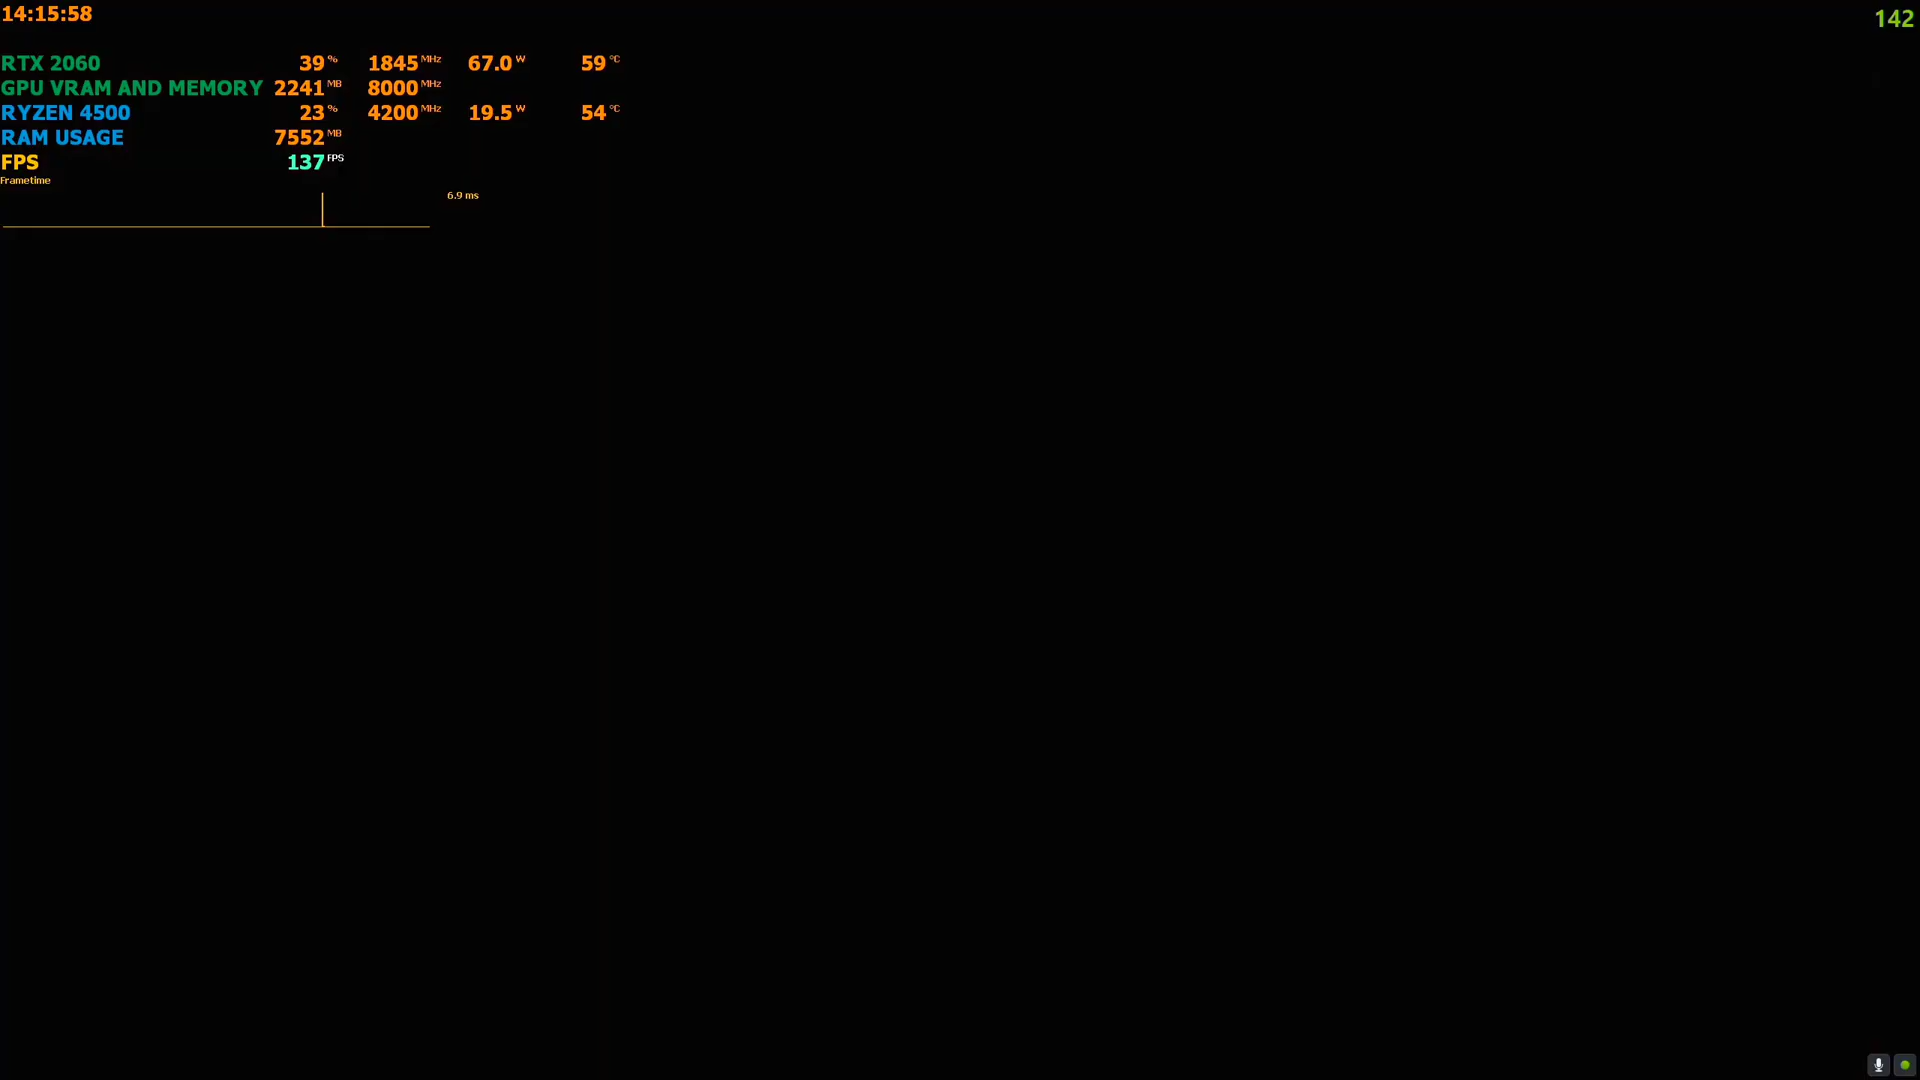 14:15:58
142
RTX 2060 39 % 1845 MHz 67.0 W 59 °C
GPU VRAM AND MEMORY 2241 MB 8000 MHz
RYZEN 4500 23 % 4200 MHz 19.5 W 54 °C
RAM USAGE 7552 MB
FPS 137 FPS
Frametime
6.9 ms